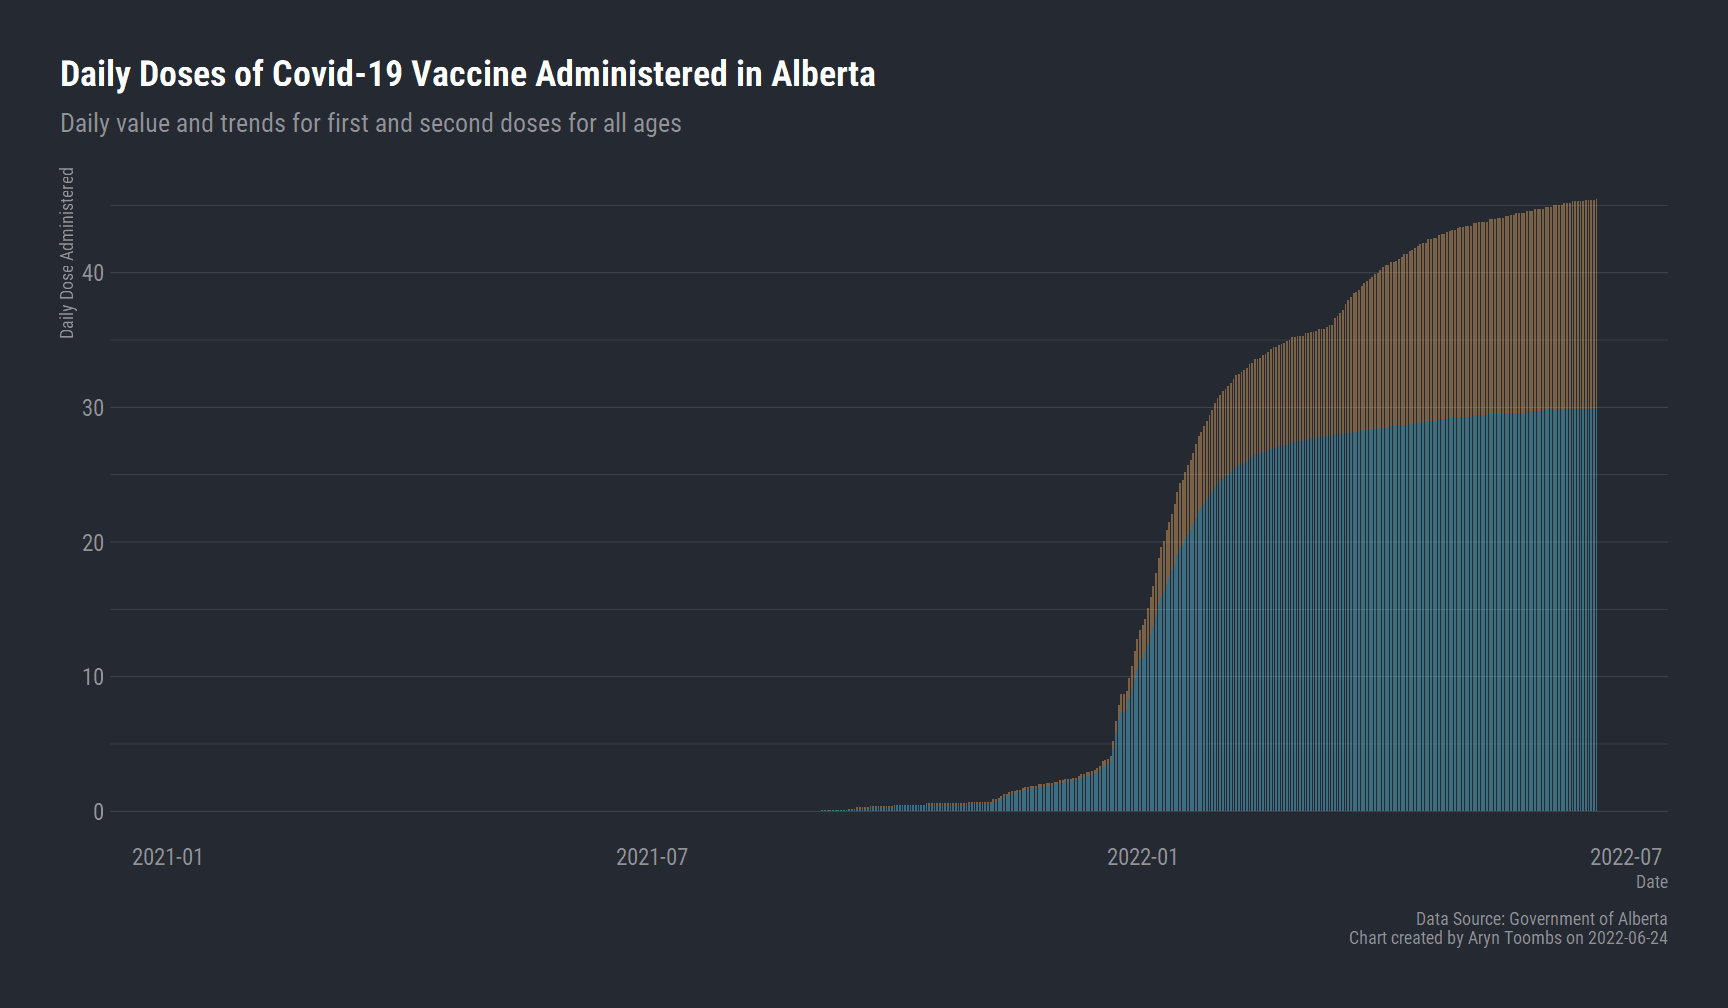 Daily Doses of Covid-19 Vaccine Administered in Alberta
Daily value and trends for first and second doses for all ages
Daily Dose Administered
40
30
20
10
0
2021-01
2021-07
2022-01
2022-07
Date
Data Source: Government of Alberta
Chart created by Aryn Toombs on 2022-06-24